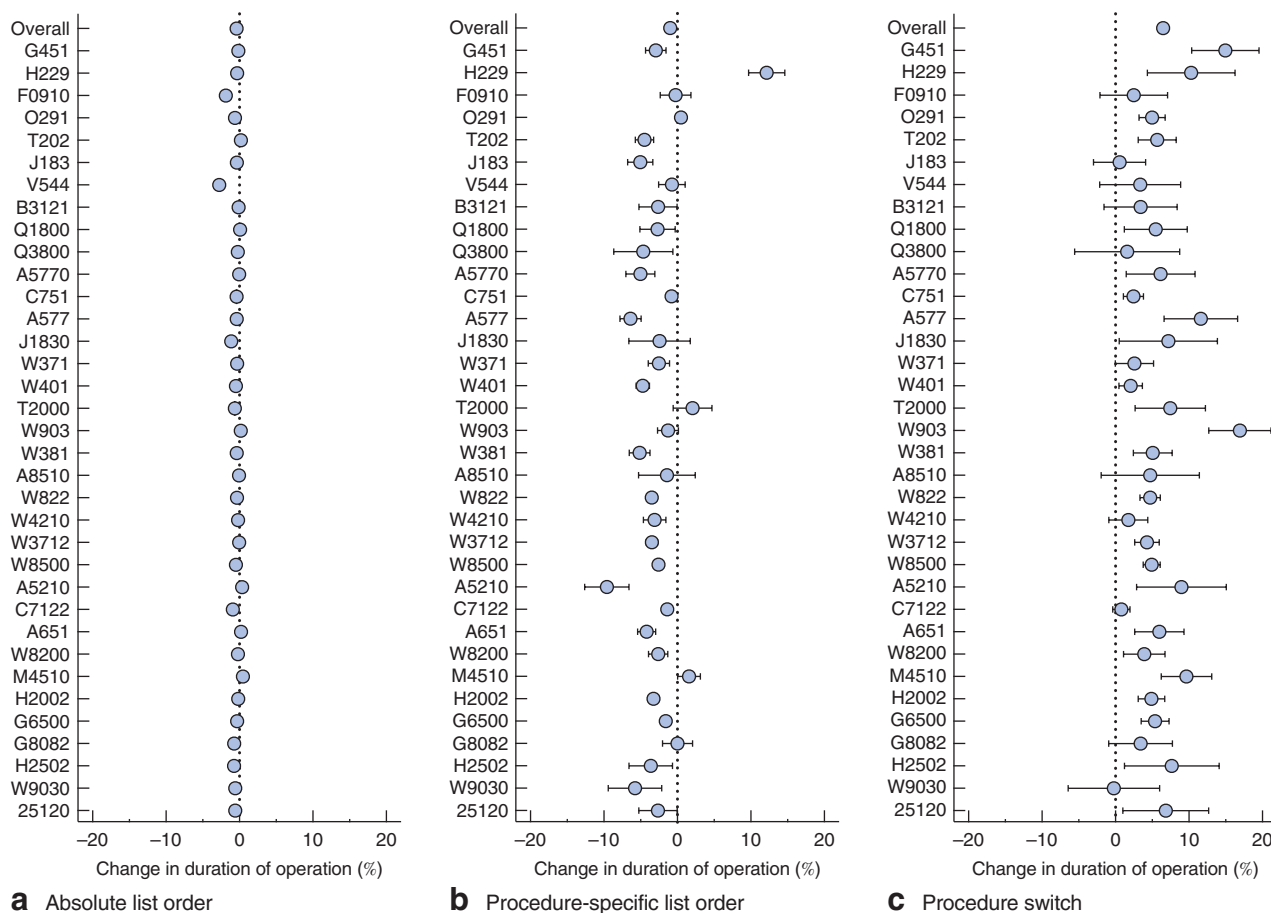 Overall
G451
H229
F0910
O291
T202
J183
V544
B3121
Q1800
Q3800
A5770
C751
A577
J1830
W371
W401
T2000
W903
W381
A8510
W822
W4210
W3712
W8500
A5210
C7122
A651
W8200
M4510
H2002
G6500
G8082
H2502
W9030
25120
−20 −10 0 10 20
Change in duration of operation (%)
a Absolute list order
Overall
G451
H229
F0910
O291
T202
J183
V544
B3121
Q1800
Q3800
A5770
C751
A577
J1830
W371
W401
T2000
W903
W381
A8510
W822
W4210
W3712
W8500
A5210
C7122
A651
W8200
M4510
H2002
G6500
G8082
H2502
W9030
25120
−20 −10 0 10 20
Change in duration of operation (%)
b Procedure-specific list order
Overall
G451
H229
F0910
O291
T202
J183
V544
B3121
Q1800
Q3800
A5770
C751
A577
J1830
W371
W401
T2000
W903
W381
A8510
W822
W4210
W3712
W8500
A5210
C7122
A651
W8200
M4510
H2002
G6500
G8082
H2502
W9030
25120
−20 −10 0 10 20
Change in duration of operation (%)
c Procedure switch